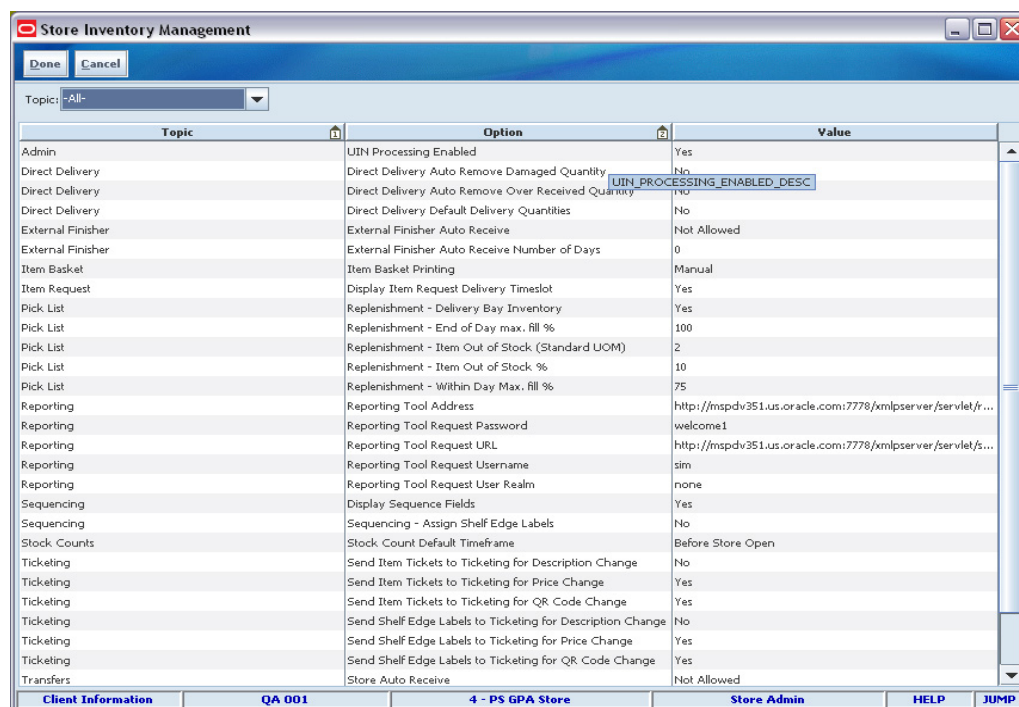 Store Inventory Management
Done Cancel
Topic: -All-
Topic 1 Option 2 Value
Admin UIN Processing Enabled Yes
Direct Delivery Direct Delivery Auto Remove Damaged Quantity No
UIN_PROCESSING_ENABLED_DESC
Direct Delivery Direct Delivery Auto Remove Over Received Quantity No
Direct Delivery Direct Delivery Default Delivery Quantities No
External Finisher External Finisher Auto Receive Not Allowed
External Finisher External Finisher Auto Receive Number of Days 0
Item Basket Item Basket Printing Manual
Item Request Display Item Request Delivery Timeslot Yes
Pick List Replenishment - Delivery Bay Inventory Yes
Pick List Replenishment - End of Day max. fill % 100
Pick List Replenishment - Item Out of Stock (Standard UOM) 2
Pick List Replenishment - Item Out of Stock % 10
Pick List Replenishment - Within Day Max. fill % 75
Reporting Reporting Tool Address http://mspdv351.us.oracle.com:7778/xmlpserver/servlet/r...
Reporting Reporting Tool Request Password welcome1
Reporting Reporting Tool Request URL http://mspdv351.us.oracle.com:7778/xmlpserver/servlet/s...
Reporting Reporting Tool Request Username sim
Reporting Reporting Tool Request User Realm none
Sequencing Display Sequence Fields Yes
Sequencing Sequencing - Assign Shelf Edge Labels No
Stock Counts Stock Count Default Timeframe Before Store Open
Ticketing Send Item Tickets to Ticketing for Description Change No
Ticketing Send Item Tickets to Ticketing for Price Change Yes
Ticketing Send Item Tickets to Ticketing for QR Code Change Yes
Ticketing Send Shelf Edge Labels to Ticketing for Description Change No
Ticketing Send Shelf Edge Labels to Ticketing for Price Change Yes
Ticketing Send Shelf Edge Labels to Ticketing for QR Code Change Yes
Transfers Store Auto Receive Not Allowed
Client Information QA 001 4 - PS GPA Store Store Admin HELP JUMP